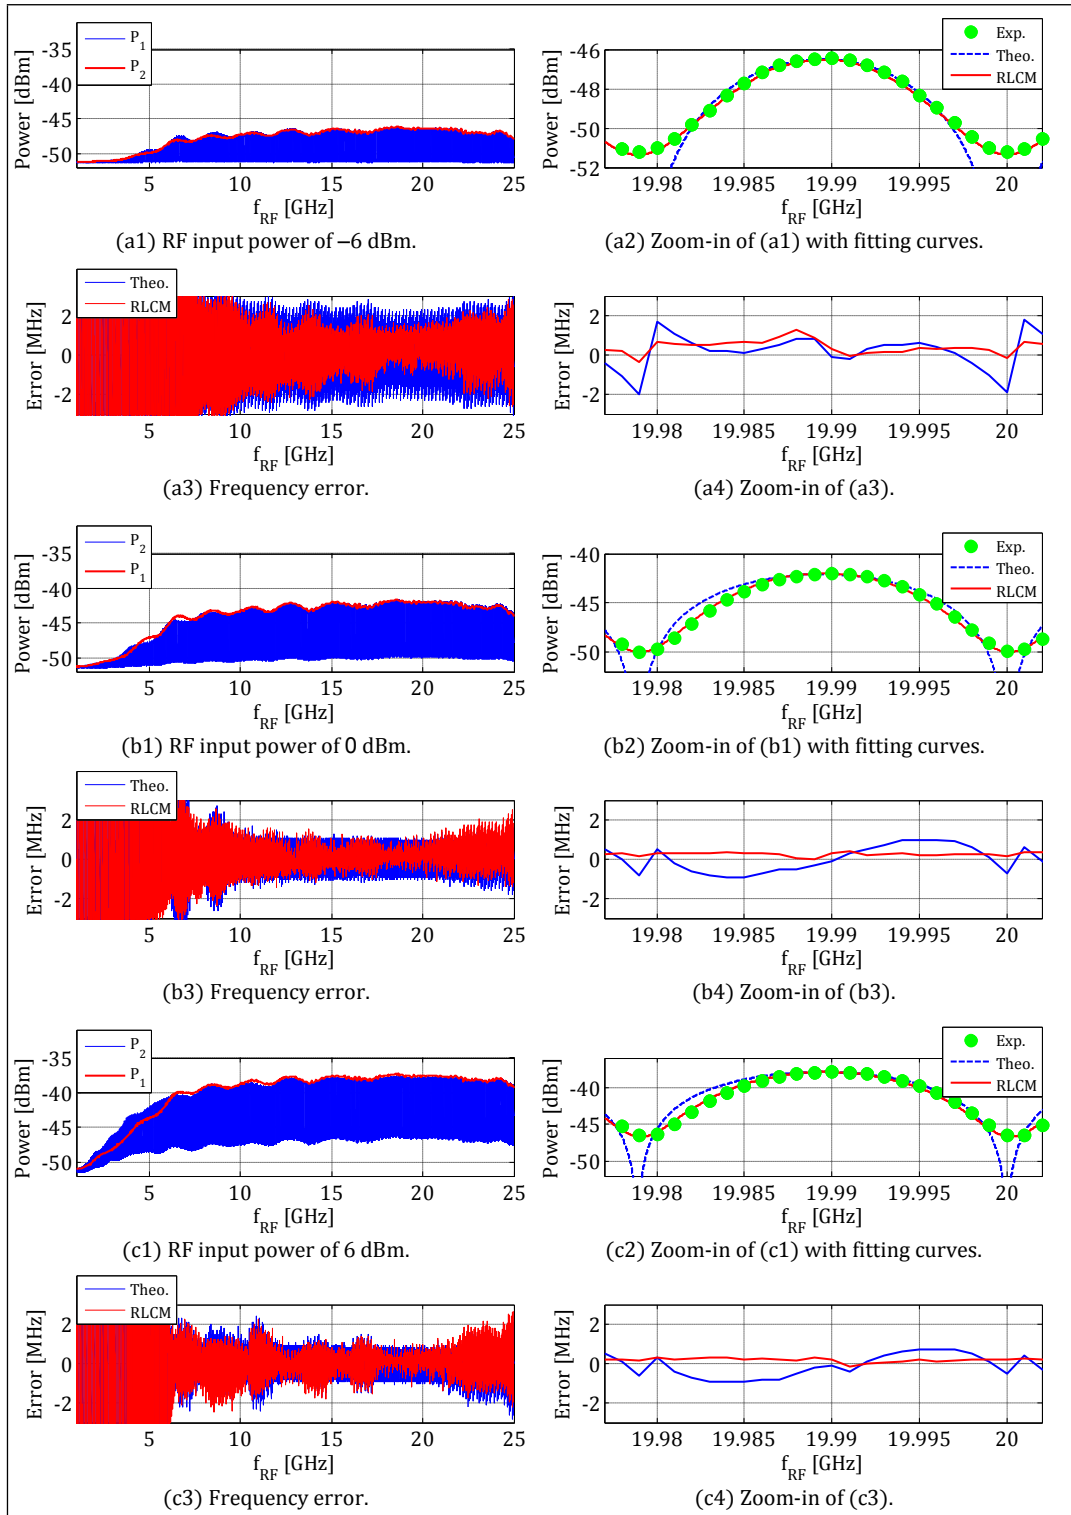 P1
P2
Power [dBm]
-35
-40
-45
-50
5
10
15
20
25
fRF [GHz]
(a1) RF input power of −6 dBm.
Exp.
Theo.
RLCM
Power [dBm]
-46
-48
-50
-52
19.98
19.985
19.99
19.995
20
fRF [GHz]
(a2) Zoom-in of (a1) with fitting curves.
Theo.
RLCM
Error [MHz]
2
0
-2
5
10
15
20
25
fRF [GHz]
(a3) Frequency error.
Error [MHz]
2
0
-2
19.98
19.985
19.99
19.995
20
fRF [GHz]
(a4) Zoom-in of (a3).
P2
P1
Power [dBm]
-35
-40
-45
-50
5
10
15
20
25
fRF [GHz]
(b1) RF input power of 0 dBm.
Exp.
Theo.
RLCM
Power [dBm]
-40
-45
-50
19.98
19.985
19.99
19.995
20
fRF [GHz]
(b2) Zoom-in of (b1) with fitting curves.
Theo.
RLCM
Error [MHz]
2
0
-2
5
10
15
20
25
fRF [GHz]
(b3) Frequency error.
Error [MHz]
2
0
-2
19.98
19.985
19.99
19.995
20
fRF [GHz]
(b4) Zoom-in of (b3).
P2
P1
Power [dBm]
-35
-40
-45
-50
5
10
15
20
25
fRF [GHz]
(c1) RF input power of 6 dBm.
Exp.
Theo.
RLCM
Power [dBm]
-40
-45
-50
19.98
19.985
19.99
19.995
20
fRF [GHz]
(c2) Zoom-in of (c1) with fitting curves.
Theo.
RLCM
Error [MHz]
2
0
-2
5
10
15
20
25
fRF [GHz]
(c3) Frequency error.
Error [MHz]
2
0
-2
19.98
19.985
19.99
19.995
20
fRF [GHz]
(c4) Zoom-in of (c3).